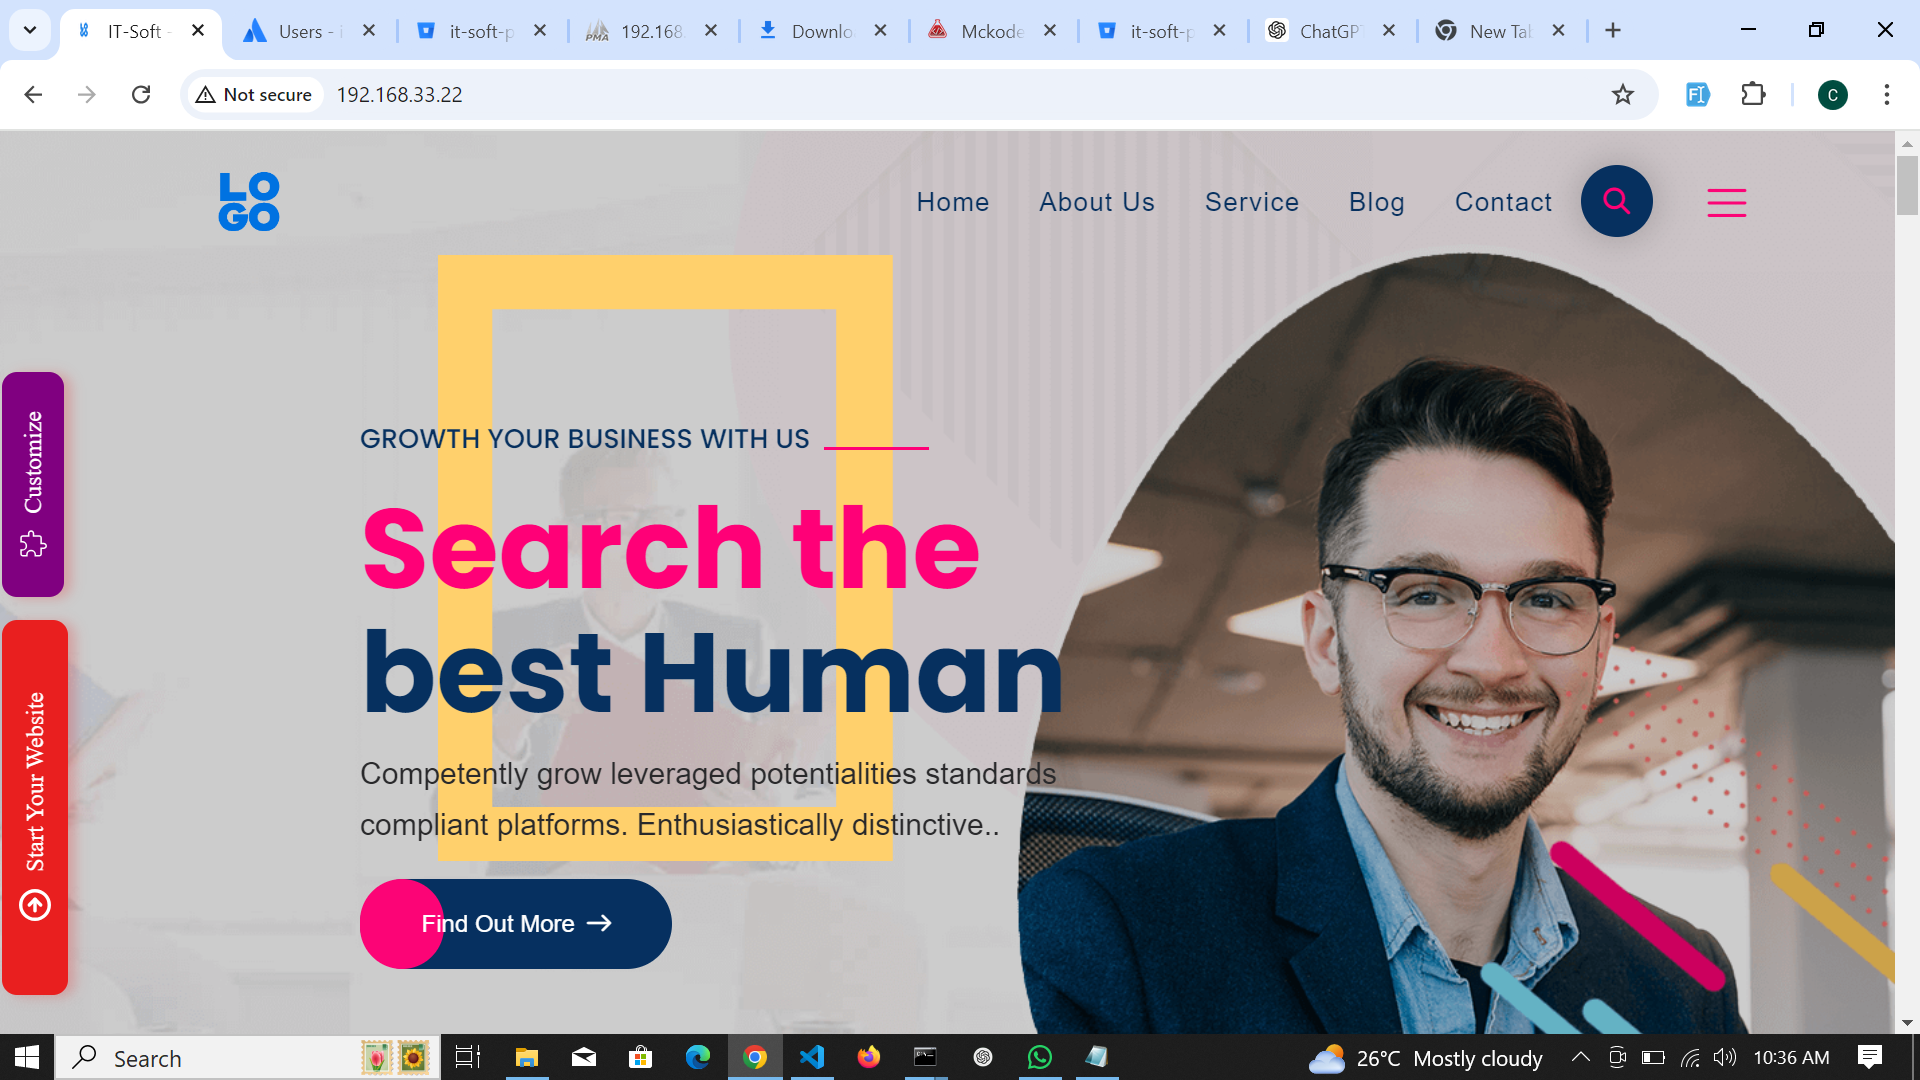 IT-Soft -
Users - i
it-soft-p
192.168.
Downlo
Mckode
it-soft-p
ChatGPT
New Tab
Not secure
192.168.33.22
C
LO
GO
Home
About Us
Service
Blog
Contact
Customize
Start Your Website
GROWTH YOUR BUSINESS WITH US
Search the
best Human
Competently grow leveraged potentialities standards
compliant platforms. Enthusiastically distinctive..
Find Out More
Search
26°C Mostly cloudy
10:36 AM